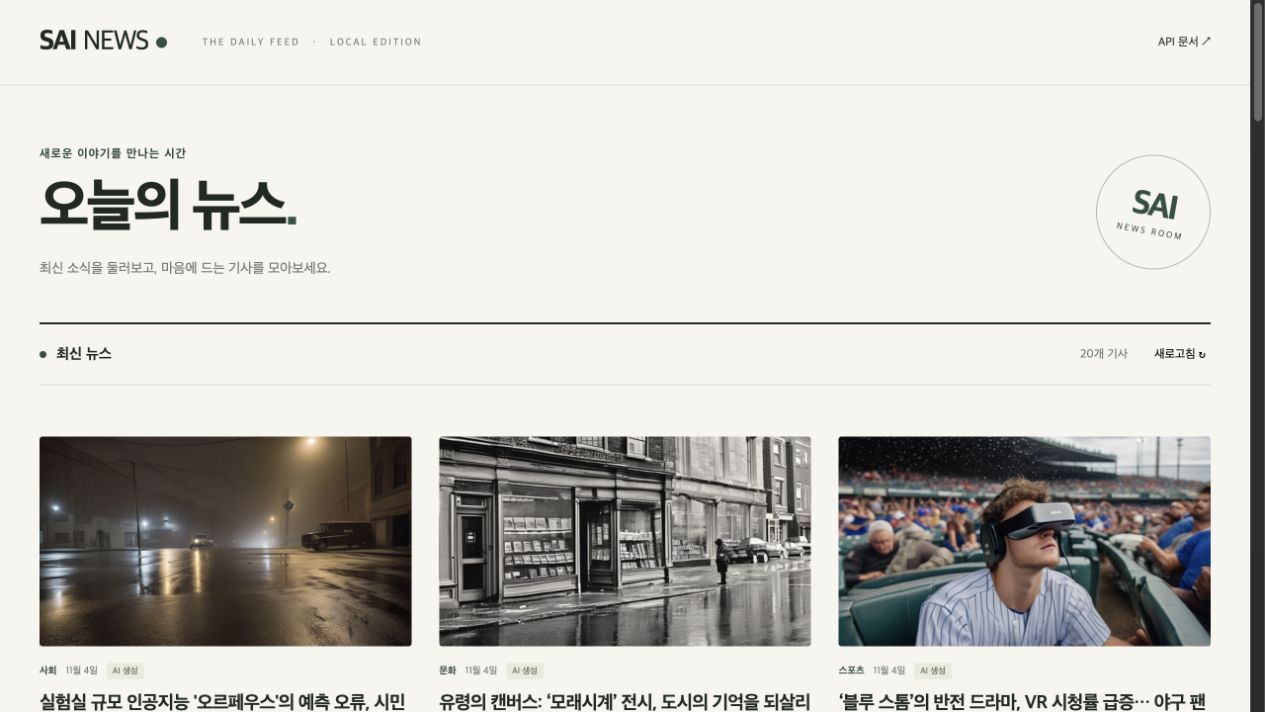 SAI NEWS
THE DAILY FEED · LOCAL EDITION
API 문서 ↗
새로운 이야기를 만나는 시간
오늘의 뉴스.
최신 소식을 둘러보고, 마음에 드는 기사를 모아보세요.
SAI
NEWS ROOM
최신 뉴스
20개 기사
새로고침 ↻
사회 11월 4일 AI 생성
실험실 규모 인공지능 '오르페우스'의 예측 오류, 시민
문화 11월 4일 AI 생성
유령의 캔버스: ‘모래시계’ 전시, 도시의 기억을 되살리
스포츠 11월 4일 AI 생성
‘블루 스톰’의 반전 드라마, VR 시청률 급증… 야구 팬